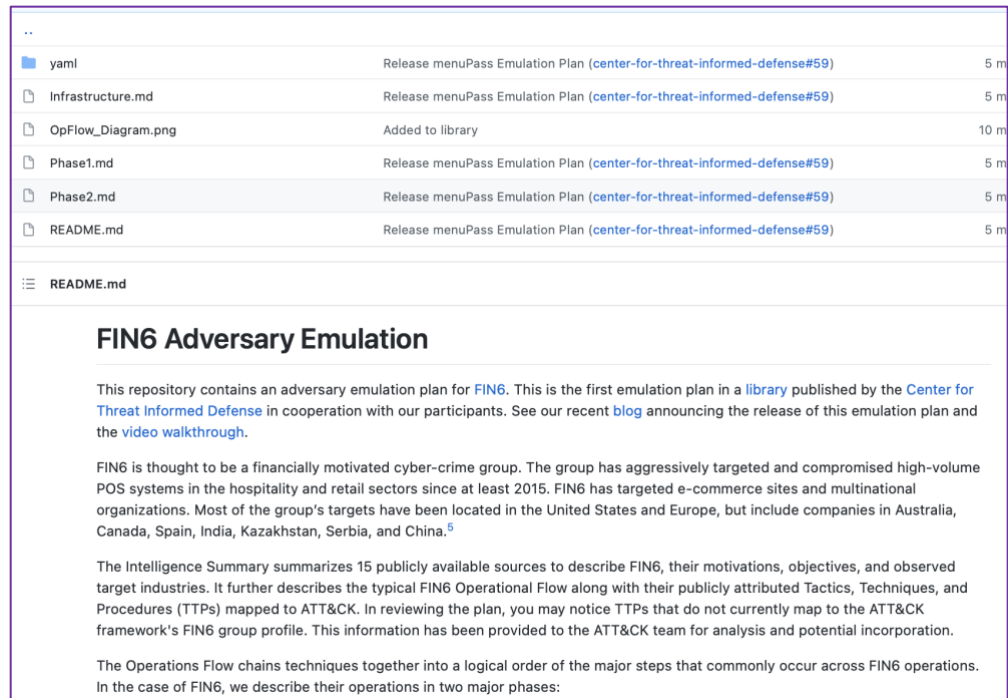 ..
yaml Release menuPass Emulation Plan (center-for-threat-informed-defense#59) 5 m
Infrastructure.md Release menuPass Emulation Plan (center-for-threat-informed-defense#59) 5 m
OpFlow_Diagram.png Added to library 10 m
Phase1.md Release menuPass Emulation Plan (center-for-threat-informed-defense#59) 5 m
Phase2.md Release menuPass Emulation Plan (center-for-threat-informed-defense#59) 5 m
README.md Release menuPass Emulation Plan (center-for-threat-informed-defense#59) 5 m
README.md
FIN6 Adversary Emulation
This repository contains an adversary emulation plan for FIN6. This is the first emulation plan in a library published by the Center for
Threat Informed Defense in cooperation with our participants. See our recent blog announcing the release of this emulation plan and
the video walkthrough.
FIN6 is thought to be a financially motivated cyber-crime group. The group has aggressively targeted and compromised high-volume
POS systems in the hospitality and retail sectors since at least 2015. FIN6 has targeted e-commerce sites and multinational
organizations. Most of the group's targets have been located in the United States and Europe, but include companies in Australia,
Canada, Spain, India, Kazakhstan, Serbia, and China.5
The Intelligence Summary summarizes 15 publicly available sources to describe FIN6, their motivations, objectives, and observed
target industries. It further describes the typical FIN6 Operational Flow along with their publicly attributed Tactics, Techniques, and
Procedures (TTPs) mapped to ATT&CK. In reviewing the plan, you may notice TTPs that do not currently map to the ATT&CK
framework's FIN6 group profile. This information has been provided to the ATT&CK team for analysis and potential incorporation.
The Operations Flow chains techniques together into a logical order of the major steps that commonly occur across FIN6 operations.
In the case of FIN6, we describe their operations in two major phases: